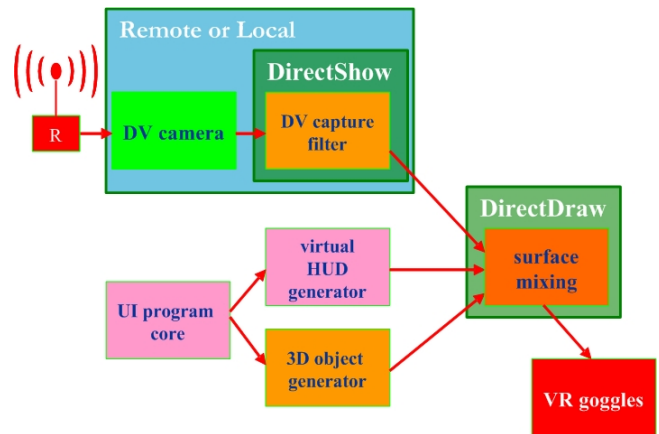 Remote or Local
DirectShow
R
DV camera
DV capture
filter
DirectDraw
virtual
HUD
generator
surface
mixing
UI program
core
3D object
generator
VR goggles